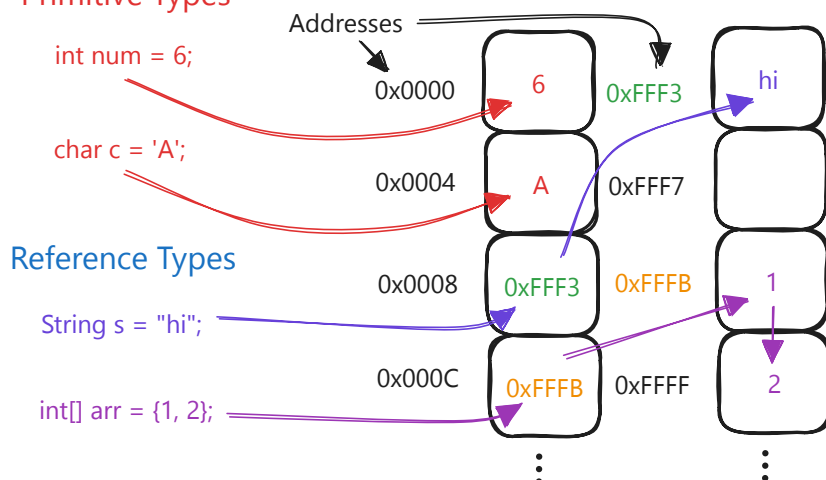 Primitive Types
Addresses
int num = 6;
0x0000
6
0xFFF3
hi
char c = 'A';
0x0004
A
0xFFF7
Reference Types
0x0008
0xFFF3
0xFFFB
1
String s = "hi";
0x000C
0xFFFB
0xFFFF
2
int[] arr = {1, 2};